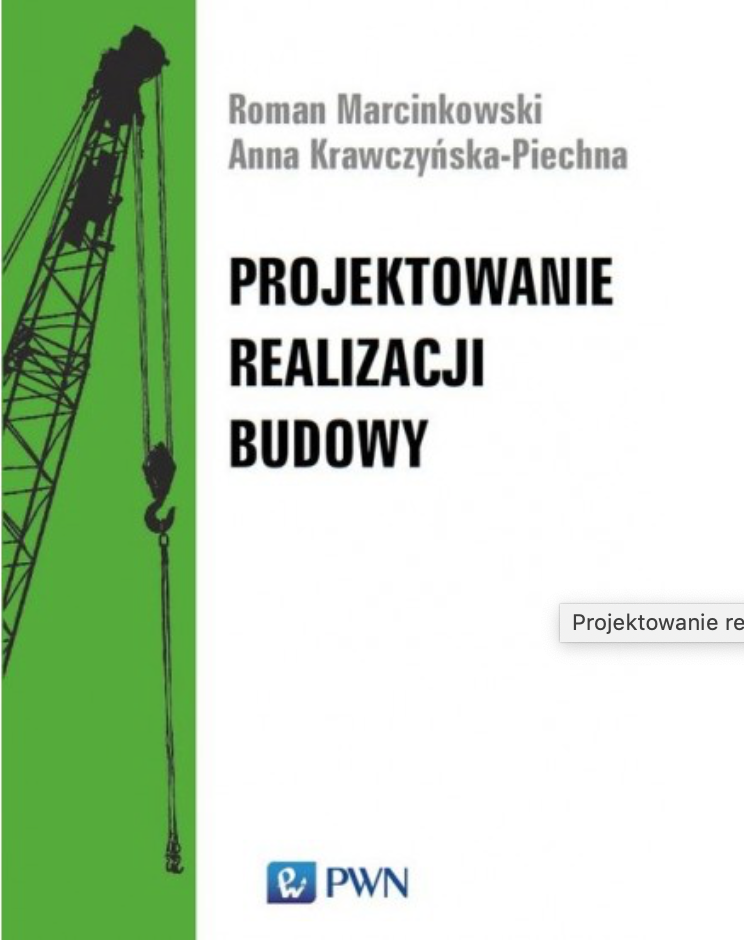 Roman Marcinkowski
Anna Krawczyńska-Piechna
PROJEKTOWANIE
REALIZACJI
BUDOWY
Projektowanie re
PWN